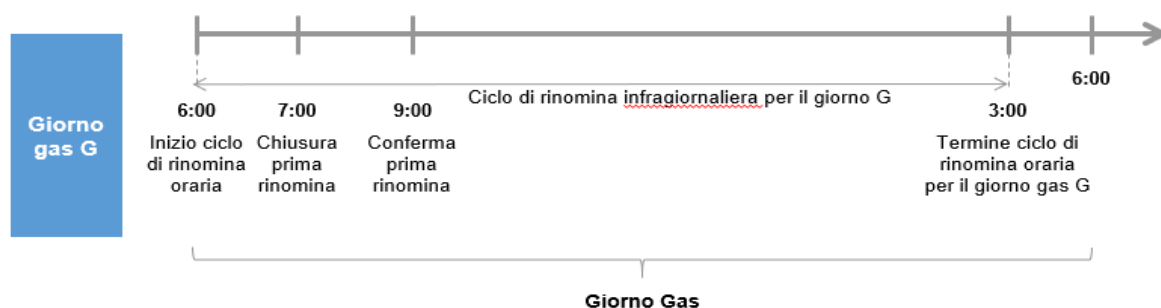 Giorno
gas G
6:00
Inizio ciclo
di rinomina
oraria
7:00
Chiusura
prima
rinomina
9:00
Conferma
prima
rinomina
Ciclo di rinomina infragiornaliera per il giorno G
3:00
Termine ciclo di
rinomina oraria
per il giorno gas G
6:00
Giorno Gas